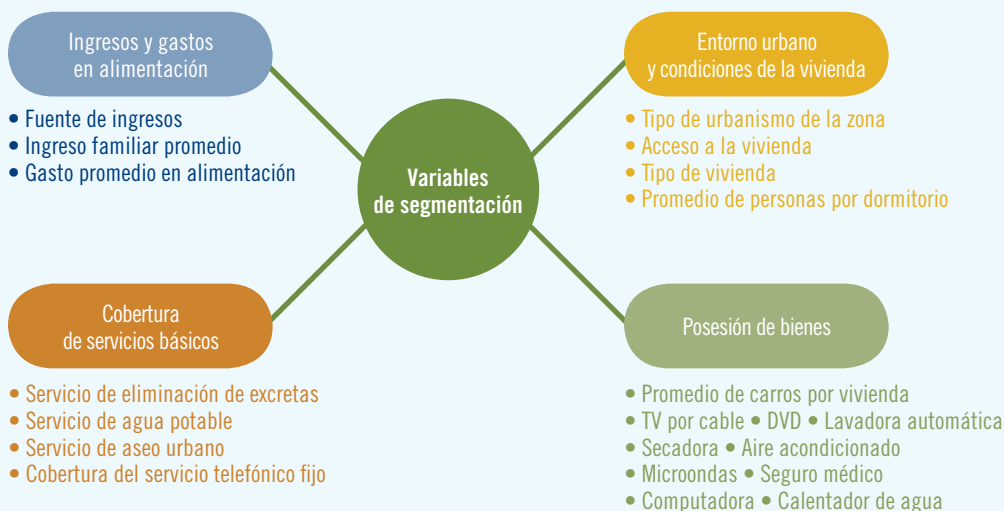 Ingresos y gastos
en alimentación
• Fuente de ingresos
• Ingreso familiar promedio
• Gasto promedio en alimentación
Entorno urbano
y condiciones de la vivienda
• Tipo de urbanismo de la zona
• Acceso a la vivienda
• Tipo de vivienda
• Promedio de personas por dormitorio
Variables
de segmentación
Cobertura
de servicios básicos
• Servicio de eliminación de excretas
• Servicio de agua potable
• Servicio de aseo urbano
• Cobertura del servicio telefónico fijo
Posesión de bienes
• Promedio de carros por vivienda
• TV por cable • DVD • Lavadora automática
• Secadora • Aire acondicionado
• Microondas • Seguro médico
• Computadora • Calentador de agua